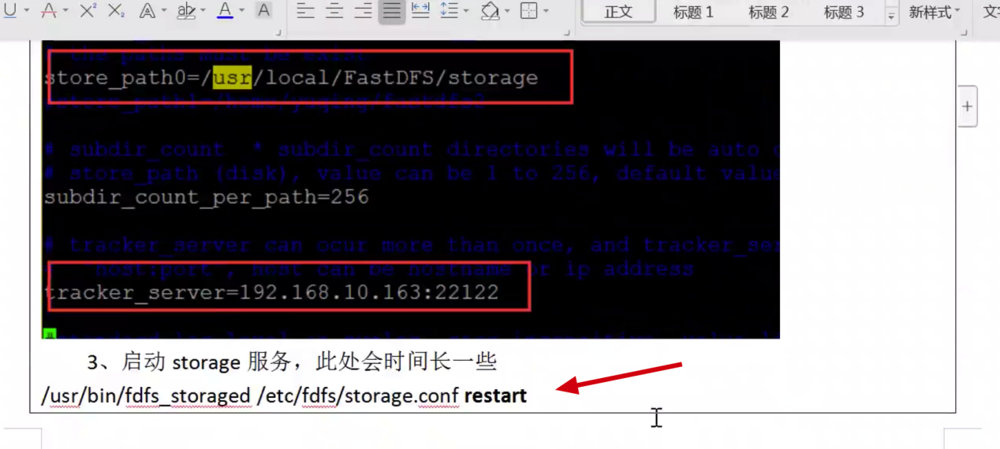 正文 标题 1 标题 2 标题 3 新样式
# the paths must be exist
store_path0=/usr/local/FastDFS/storage
#store_path1=/home/yuqing/fastdfs2
# subdir_count * subdir_count directories will be auto
# store_path (disk), value can be 1 to 256, default value
subdir_count_per_path=256
# tracker_server can ocur more than once, and tracker_ser
# "host:port", host can be hostname or ip address
tracker_server=192.168.10.163:22122
3、启动 storage 服务，此处会时间长一些
/usr/bin/fdfs_storaged /etc/fdfs/storage.conf restart